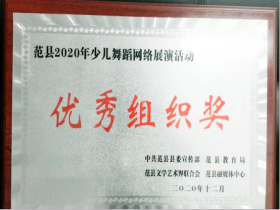 范县2020年少儿舞蹈网络展演活动
优秀组织奖
中共范县县委宣传部 范县教育局
范县文学艺术界联合会 范县融媒体中心
二〇二〇年十二月